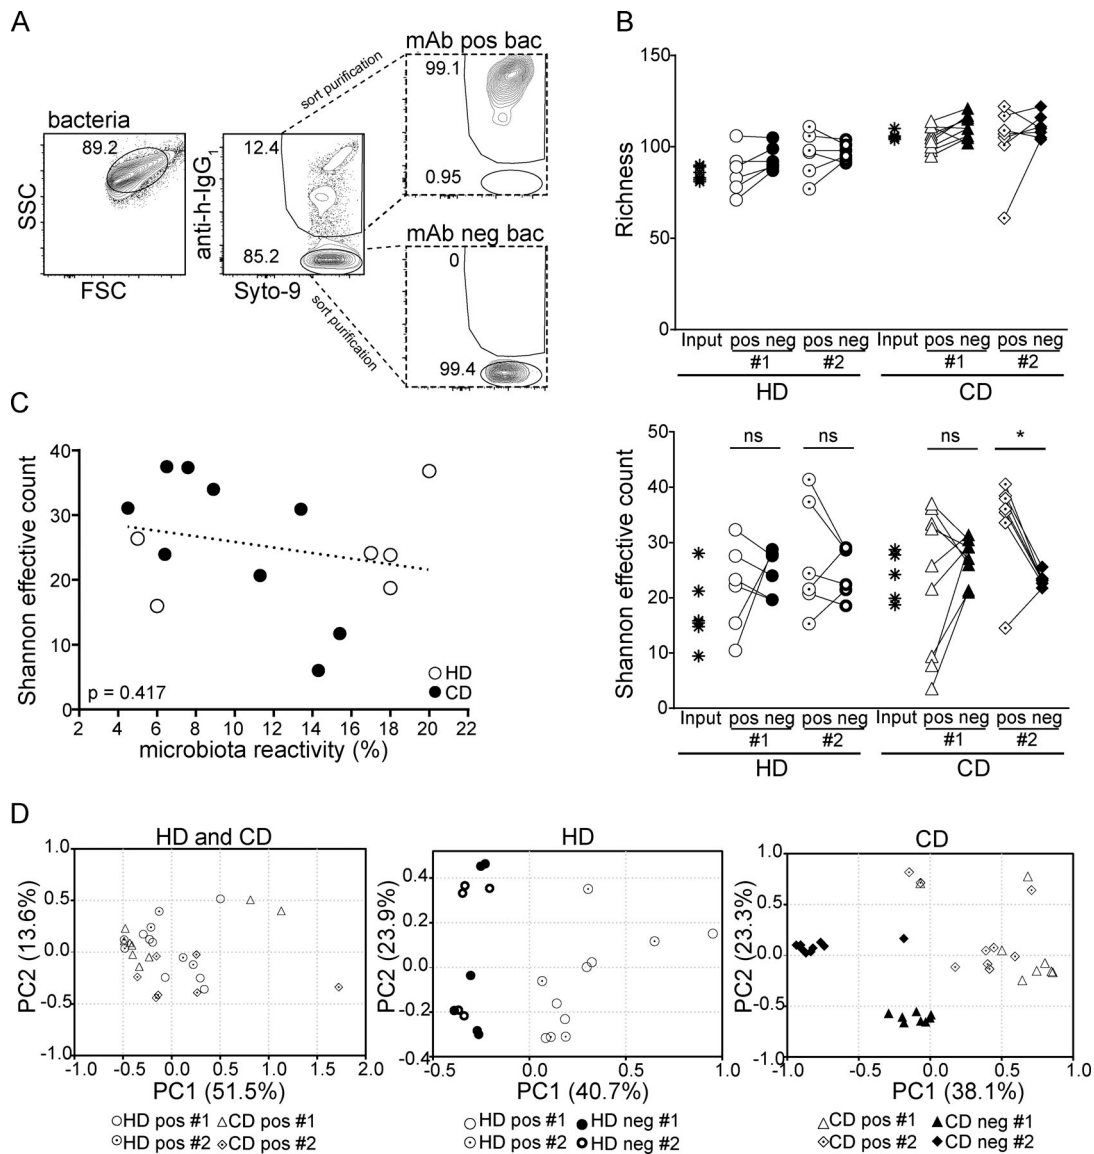 A
bacteria
89.2
SSC
FSC
anti-h-IgG1
12.4
85.2
Syto-9
sort purification
sort purification
mAb pos bac
99.1
0.95
mAb neg bac
0
99.4
B
Richness
150
100
50
0
Input pos neg pos neg Input pos neg pos neg
#1 #2 #1 #2
HD CD
Shannon effective count
50
40
30
20
10
0
ns ns ns *
Input pos neg pos neg Input pos neg pos neg
#1 #2 #1 #2
HD CD
C
Shannon effective count
40
30
20
10
0
p = 0.417
HD
CD
2 4 6 8 10 12 14 16 18 20 22
microbiota reactivity (%)
D
HD and CD
PC2 (13.6%)
1.0
0.5
0.0
-0.5
-1.0
-1.0 -0.5 0.0 0.5 1.0 1.5 2.0
PC1 (51.5%)
HD pos #1 CD pos #1
HD pos #2 CD pos #2
HD
PC2 (23.9%)
0.4
0.2
0.0
-0.2
-0.4
-0.5 0.0 0.5 1.0
PC1 (40.7%)
HD pos #1 HD neg #1
HD pos #2 HD neg #2
CD
PC2 (23.3%)
1.0
0.5
0.0
-0.5
-1.0
-1.0 -0.5 0.0 0.5 1.0
PC1 (38.1%)
CD pos #1 CD neg #1
CD pos #2 CD neg #2